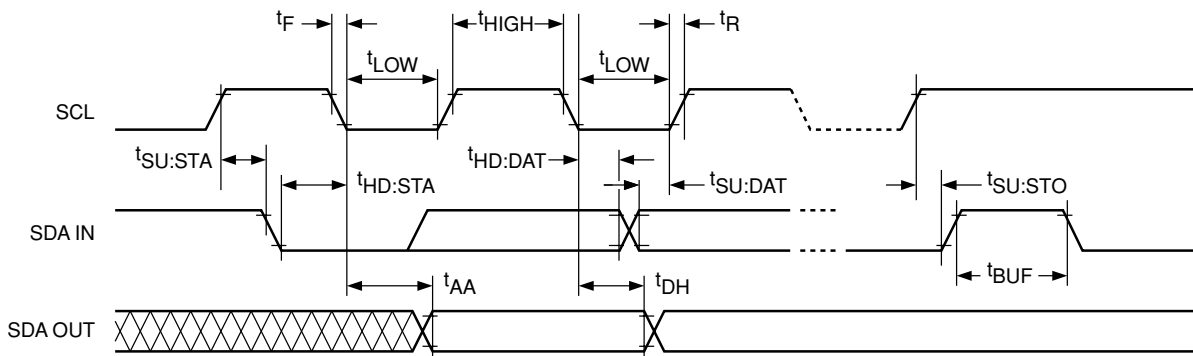 tF tHIGH tR
tLOW tLOW
SCL
tSU:STA tHD:STA tHD:DAT tSU:DAT tSU:STO
SDA IN
tAA tDH tBUF
SDA OUT